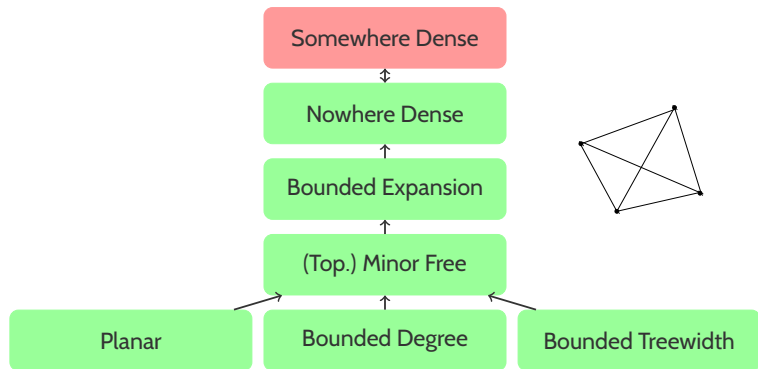 Somewhere Dense
Nowhere Dense
Bounded Expansion
(Top.) Minor Free
Planar
Bounded Degree
Bounded Treewidth